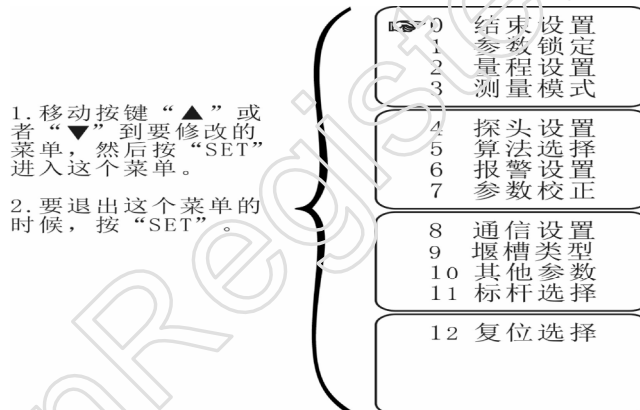 1.移动按键“▲”或
者“▼”到要修改的
菜单，然后按“SET”
进入这个菜单。
2.要退出这个菜单的
时候，按“SET”。
☞0 结束设置
1 参数锁定
2 量程设置
3 测量模式
4 探头设置
5 算法选择
6 报警设置
7 参数校正
8 通信设置
9 堰槽类型
10 其他参数
11 标杆选择
12 复位选择